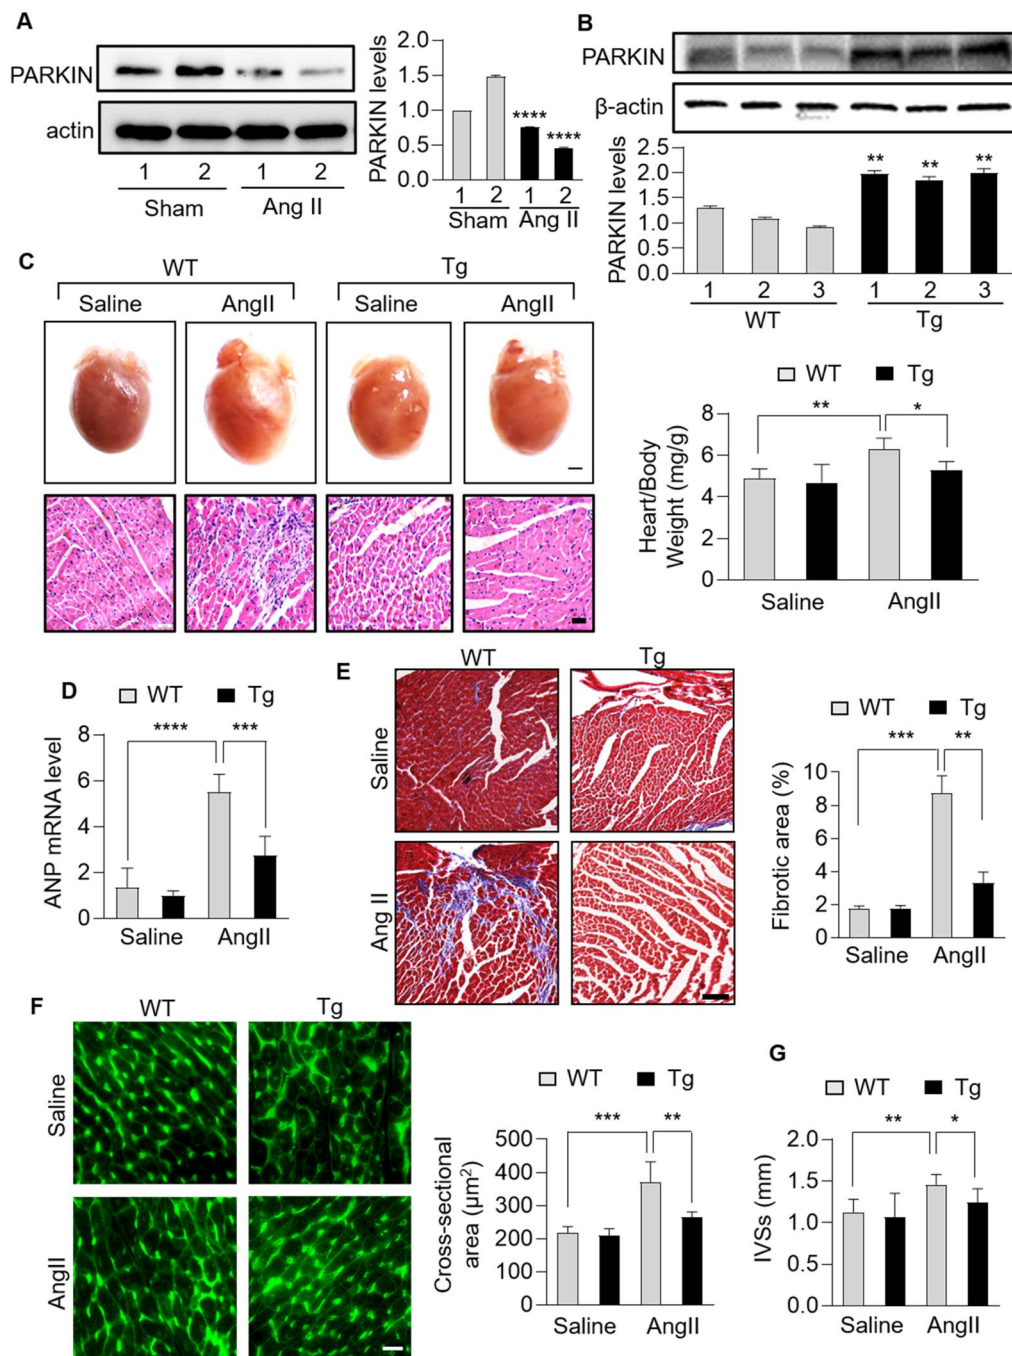 A
PARKIN
actin
1 2 1 2
Sham Ang II
PARKIN levels
2.0
1.5
1.0
0.5
0.0
**** ****
1 2 1 2
Sham Ang II
B
PARKIN
β-actin
PARKIN levels
2.5
2.0
1.5
1.0
0.5
0.0
** ** **
1 2 3 1 2 3
WT Tg
C
WT Tg
Saline AngII Saline AngII
WT Tg
Heart/Body
Weight (mg/g)
8
6
4
2
0
** *
Saline AngII
D
WT Tg
ANP mRNA level
8
6
4
2
0
**** ***
Saline AngII
E
WT Tg
Saline
Ang II
WT Tg
Fibrotic area (%)
10
8
6
4
2
0
*** **
Saline AngII
F
WT Tg
Saline
AngII
WT Tg
Cross-sectional
area (μm²)
500
400
300
200
100
0
*** **
Saline AngII
G
WT Tg
IVSs (mm)
2.0
1.5
1.0
0.5
0.0
** *
Saline AngII